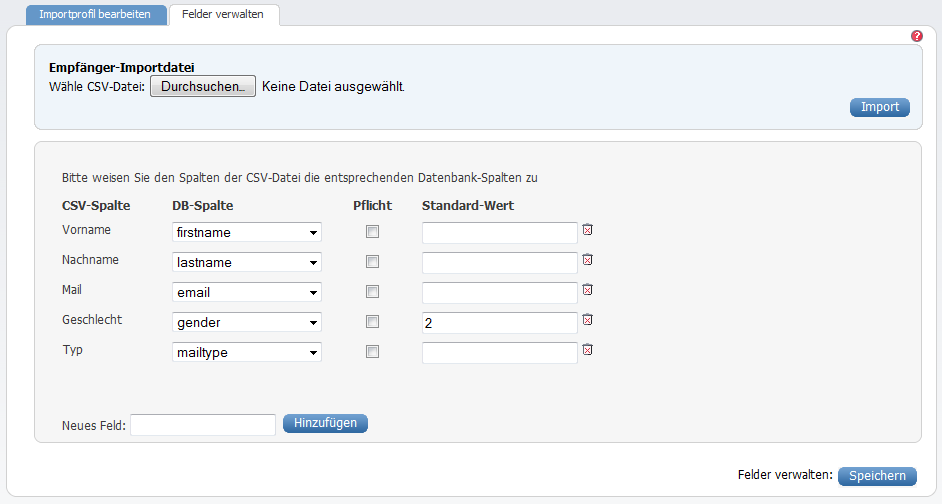 Importprofil bearbeiten Felder verwalten
?
Empfänger-Importdatei
Wähle CSV-Datei: Durchsuchen... Keine Datei ausgewählt.
Import
Bitte weisen Sie den Spalten der CSV-Datei die entsprechenden Datenbank-Spalten zu
CSV-Spalte DB-Spalte Pflicht Standard-Wert
Vorname firstname
Nachname lastname
Mail email
Geschlecht gender 2
Typ mailtype
Neues Feld: Hinzufügen
Felder verwalten: Speichern